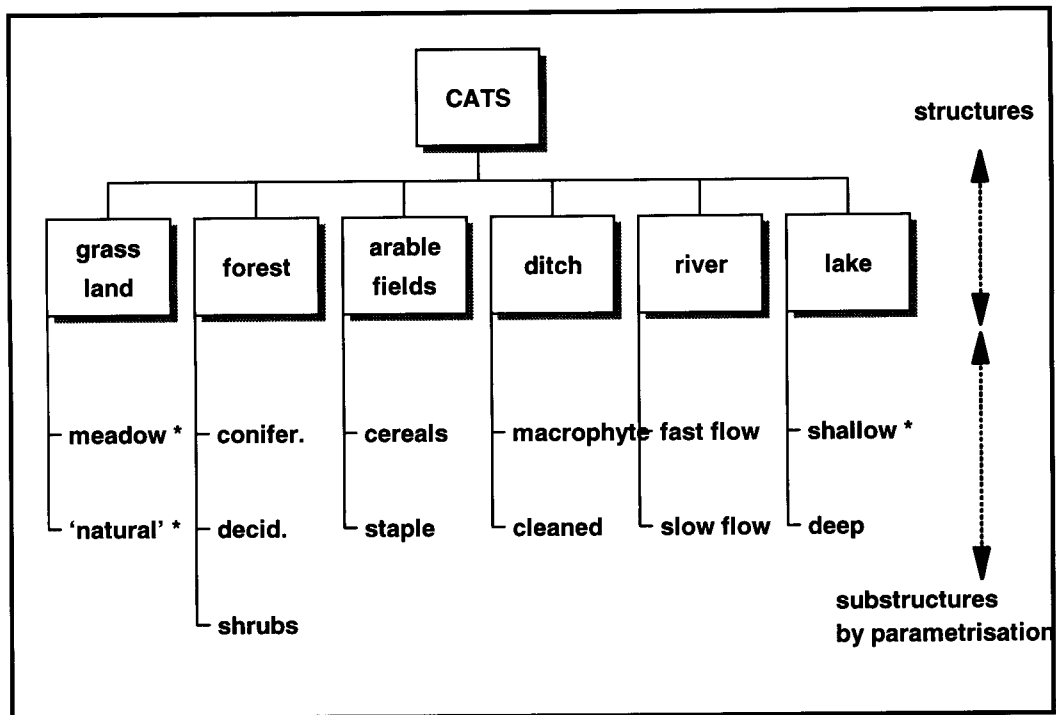 CATS
structures
grass
land
forest
arable
fields
ditch
river
lake
meadow *
conifer.
cereals
macrophyte
fast flow
shallow *
‘natural’ *
decid.
staple
cleaned
slow flow
deep
shrubs
substructures
by parametrisation